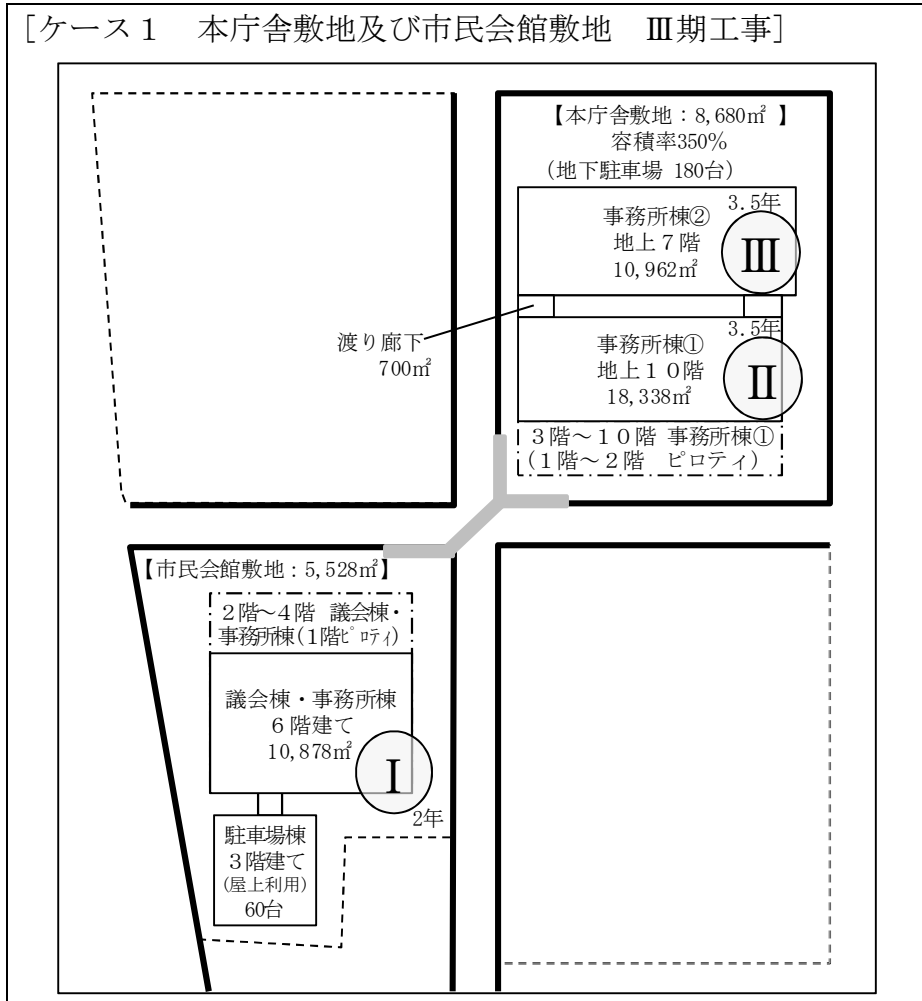 [ケース1　本庁舎敷地及び市民会館敷地　Ⅲ期工事]
【本庁舎敷地：8,680㎡ 】
容積率350%
(地下駐車場 180台)
3.5年
事務所棟②
地上７階
10,962㎡
Ⅲ
渡り廊下
700㎡
3.5年
事務所棟①
地上１０階
18,338㎡
Ⅱ
３階～１０階 事務所棟①
(１階～２階　ピロティ)
【市民会館敷地：5,528㎡】
２階～４階 議会棟・
事務所棟(１階ﾋﾟﾛﾃｨ)
議会棟・事務所棟
６階建て
10,878㎡
Ⅰ
2年
駐車場棟
３階建て
(屋上利用)
60台